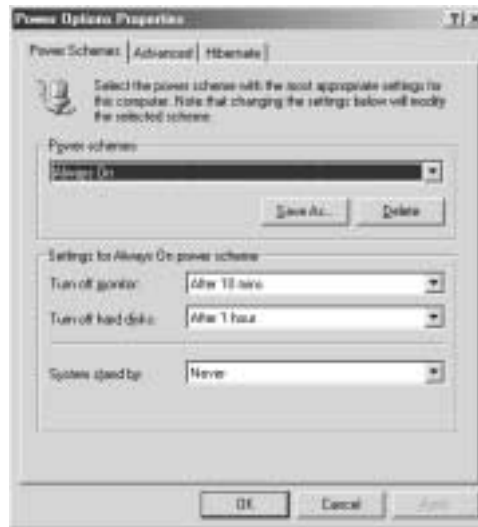 Power Options Properties
Power Schemes Advanced Hibernate
Select the power scheme with the most appropriate settings for
this computer. Note that changing the settings below will modify
the selected scheme.
Power schemes
Always On
Save As... Delete
Settings for Always On power scheme
Turn off monitor: After 10 mins
Turn off hard disks: After 1 hour
System standby: Never
OK Cancel Apply